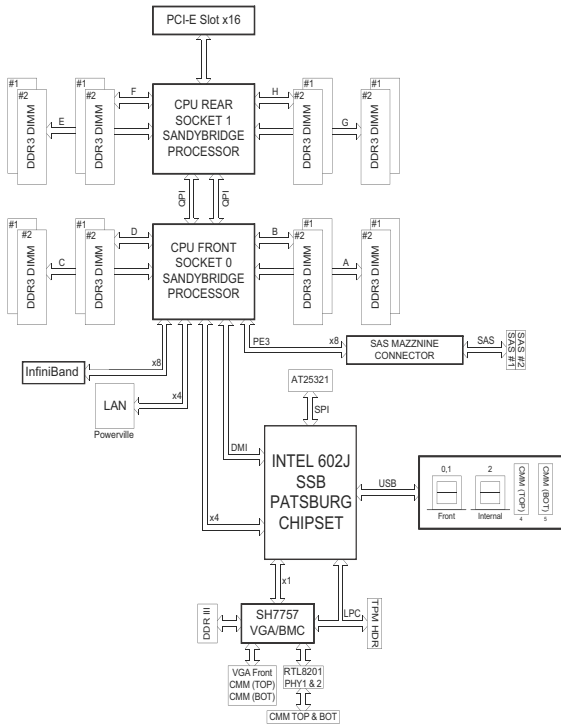 PCI-E Slot x16
#1
#2
DDR3 DIMM
#1
#2
DDR3 DIMM
E
F
CPU REAR
SOCKET 1
SANDYBRIDGE
PROCESSOR
H
G
#1
#2
DDR3 DIMM
#1
#2
DDR3 DIMM
QPI
QPI
#1
#2
DDR3 DIMM
#1
#2
DDR3 DIMM
C
D
CPU FRONT
SOCKET 0
SANDYBRIDGE
PROCESSOR
B
A
#1
#2
DDR3 DIMM
#1
#2
DDR3 DIMM
PE3
x8
SAS MAZZNINE
CONNECTOR
SAS
SAS #1
SAS #2
InfiniBand
x8
LAN
Powerville
x4
AT25321
SPI
DMI
x4
INTEL 602J
SSB
PATSBURG
CHIPSET
USB
0,1
Front
2
Internal
CMM (TOP)
4
CMM (BOT)
5
x1
LPC
TPM HDR
DDR III
SH7757
VGA/BMC
VGA Front
CMM (TOP)
CMM (BOT)
RTL8201
PHY1 & 2
CMM TOP & BOT